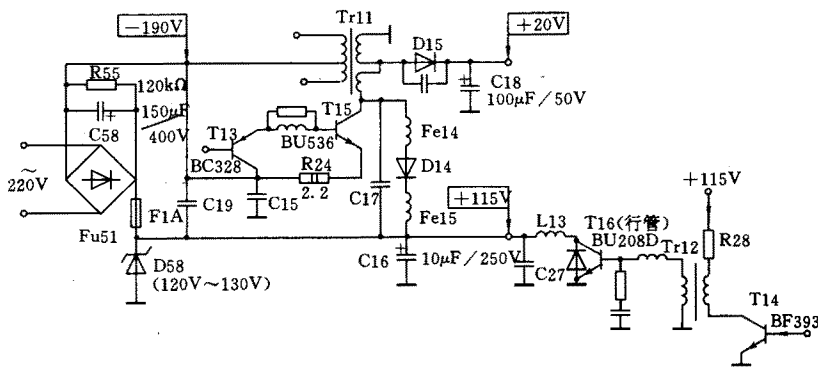 Tr11
−190V
D15
+20V
R55
120kΩ
150μF
400V
C58
C18
100μF/50V
T13
T15
Fe14
BU536
BC328
R24
2.2
D14
~
220V
C19
C15
C17
+115V
Fe15
F1A
Fu51
L13
T16(行管)
BU208D
Tr12
+115V
R28
C16
10μF/250V
C27
D58
(120V～130V)
T14
BF393